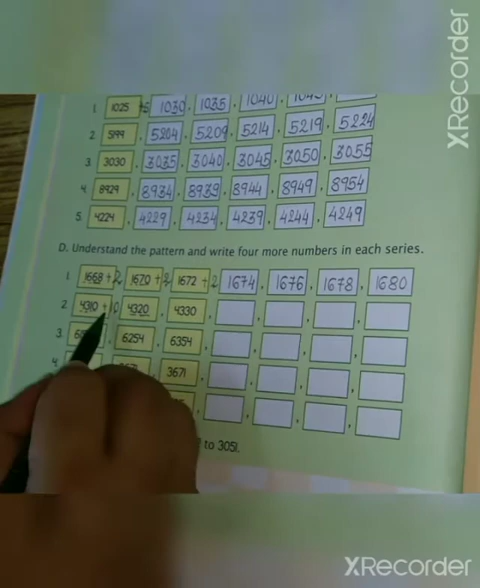 XRecorder
1. 1025 +5 1030, 1035, 1040
2. 5199, 5204, 5209, 5214, 5219, 5224
3. 3030, 3035, 3040, 3045, 3050, 3055
4. 8929, 8934, 8939, 8944, 8949, 8954
5. 4224, 4229, 4234, 4239, 4244, 4249
D. Understand the pattern and write four more numbers in each series.
1. 1668 +2 1670 +2 1672 +2 1674, 1676, 1678, 1680
2. 4310 +10 4320, 4330,
3. 6254, 6354,
4. 3671,
to 3051.
XRecorder